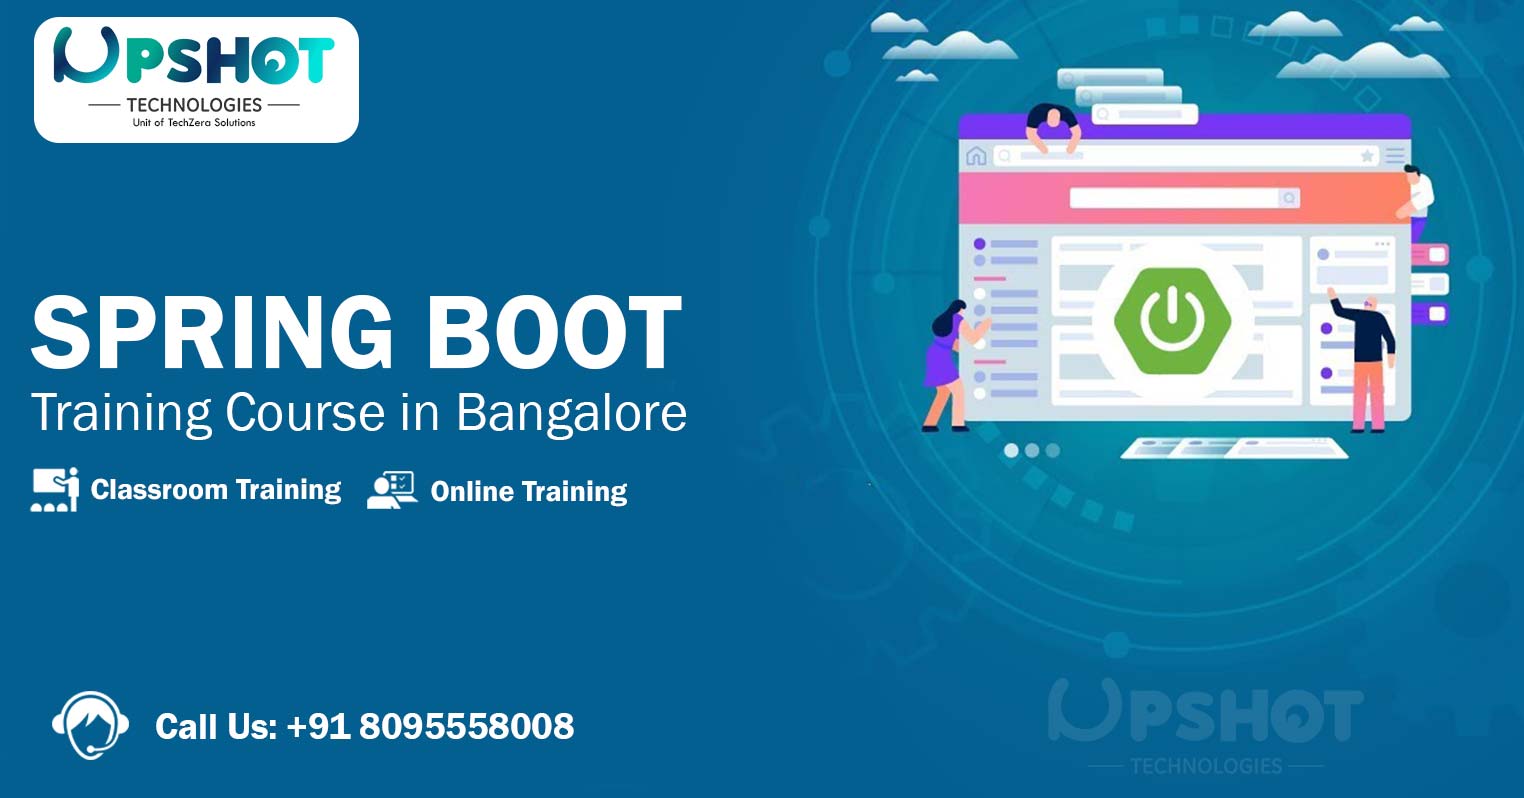 UPSHOT
TECHNOLOGIES
Unit of TechZera Solutions
SPRING BOOT
Training Course in Bangalore
Classroom Training
Online Training
Call Us: +91 8095558008
UPSHOT
TECHNOLOGIES